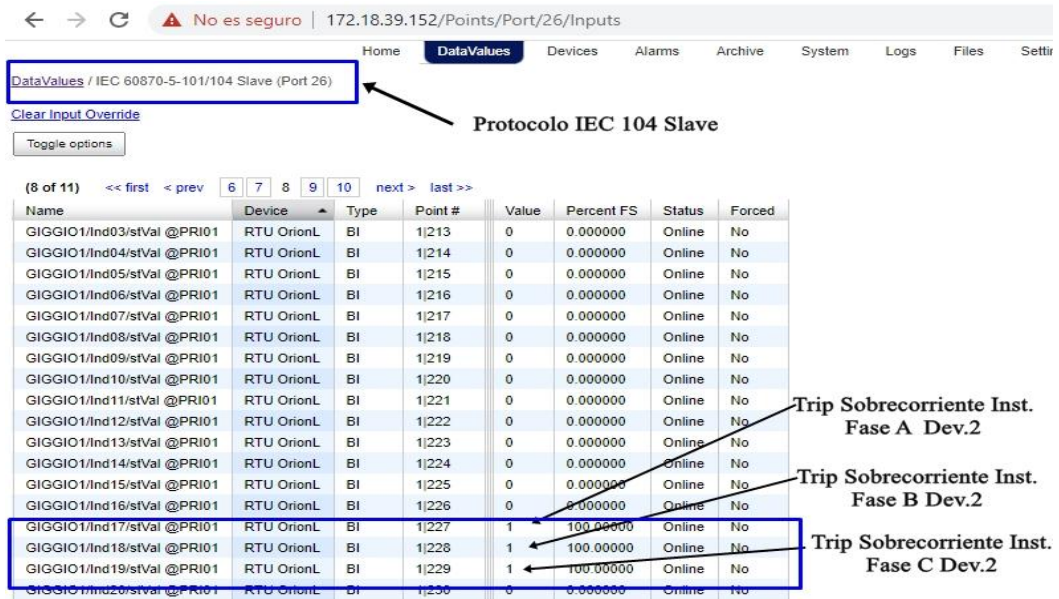 No es seguro | 172.18.39.152/Points/Port/26/Inputs
Home DataValues Devices Alarms Archive System Logs Files
DataValues / IEC 60870-5-101/104 Slave (Port 26)
Clear Input Override
Protocolo IEC 104 Slave
Toggle options
(8 of 11) << first < prev 6 7 8 9 10 next > last >>
Name Device Type Point # Value Percent FS Status Forced
GIGGIO1/Ind03/stVal @PRI01 RTU OrionL BI 1|213 0 0.000000 Online No
GIGGIO1/Ind04/stVal @PRI01 RTU OrionL BI 1|214 0 0.000000 Online No
GIGGIO1/Ind05/stVal @PRI01 RTU OrionL BI 1|215 0 0.000000 Online No
GIGGIO1/Ind06/stVal @PRI01 RTU OrionL BI 1|216 0 0.000000 Online No
GIGGIO1/Ind07/stVal @PRI01 RTU OrionL BI 1|217 0 0.000000 Online No
GIGGIO1/Ind08/stVal @PRI01 RTU OrionL BI 1|218 0 0.000000 Online No
GIGGIO1/Ind09/stVal @PRI01 RTU OrionL BI 1|219 0 0.000000 Online No
GIGGIO1/Ind10/stVal @PRI01 RTU OrionL BI 1|220 0 0.000000 Online No
GIGGIO1/Ind11/stVal @PRI01 RTU OrionL BI 1|221 0 0.000000 Online No
GIGGIO1/Ind12/stVal @PRI01 RTU OrionL BI 1|222 0 0.000000 Online No
GIGGIO1/Ind13/stVal @PRI01 RTU OrionL BI 1|223 0 0.000000 Online No
GIGGIO1/Ind14/stVal @PRI01 RTU OrionL BI 1|224 0 0.000000 Online No
GIGGIO1/Ind15/stVal @PRI01 RTU OrionL BI 1|225 0 0.000000 Online No
GIGGIO1/Ind16/stVal @PRI01 RTU OrionL BI 1|226 0 0.000000 Online No
GIGGIO1/Ind17/stVal @PRI01 RTU OrionL BI 1|227 1 100.00000 Online No
GIGGIO1/Ind18/stVal @PRI01 RTU OrionL BI 1|228 1 100.00000 Online No
GIGGIO1/Ind19/stVal @PRI01 RTU OrionL BI 1|229 1 100.00000 Online No
GIGGIO1/Ind20/stVal @PRI01 RTU OrionL BI 1|230 0 0.000000 Online No
Trip Sobrecorriente Inst.
Fase A Dev.2
Trip Sobrecorriente Inst.
Fase B Dev.2
Trip Sobrecorriente Inst.
Fase C Dev.2